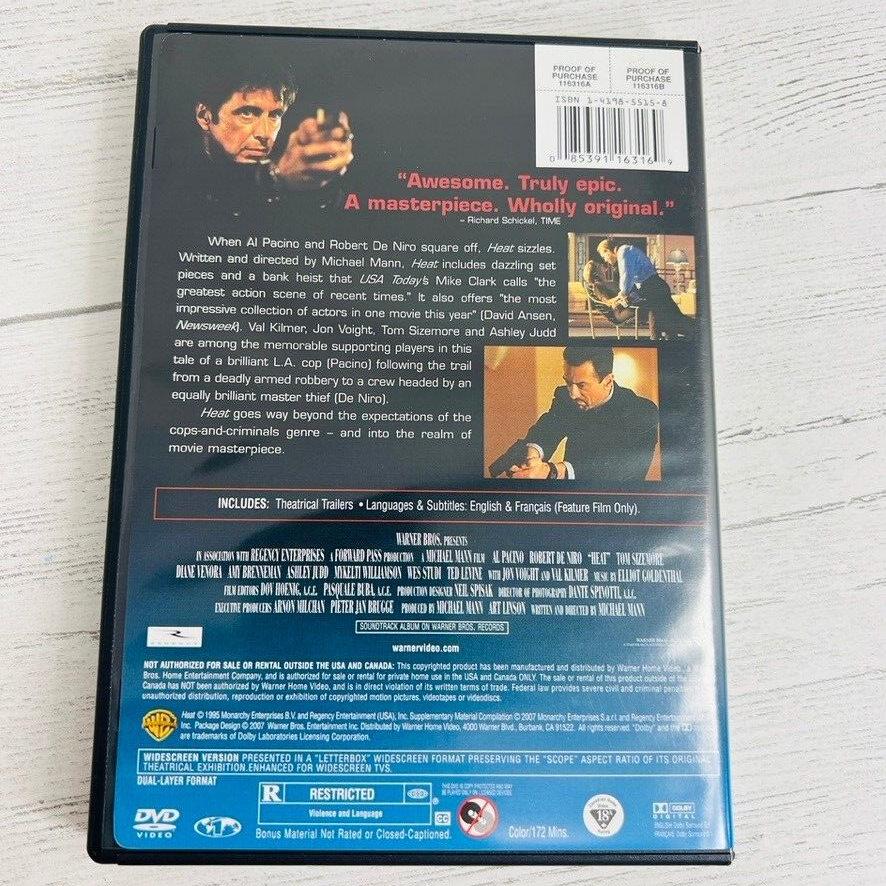 PROOF OF PURCHASE 116316A
PROOF OF PURCHASE 116316B
ISBN 1-4198-5515-8
0 85391 16316 9
“Awesome. Truly epic.
A masterpiece. Wholly original.”
– Richard Schickel, TIME
When Al Pacino and Robert De Niro square off, Heat sizzles.
Written and directed by Michael Mann, Heat includes dazzling set
pieces and a bank heist that USA Today's Mike Clark calls "the
greatest action scene of recent times." It also offers "the most
impressive collection of actors in one movie this year" (David Ansen,
Newsweek). Val Kilmer, Jon Voight, Tom Sizemore and Ashley Judd
are among the memorable supporting players in this
tale of a brilliant L.A. cop (Pacino) following the trail
from a deadly armed robbery to a crew headed by an
equally brilliant master thief (De Niro).
Heat goes way beyond the expectations of the
cops-and-criminals genre – and into the realm of
movie masterpiece.
INCLUDES: Theatrical Trailers • Languages & Subtitles: English & Français (Feature Film Only).
WARNER BROS. PRESENTS
IN ASSOCIATION WITH REGENCY ENTERPRISES A FORWARD PASS PRODUCTION A MICHAEL MANN FILM AL PACINO ROBERT DE NIRO “HEAT” TOM SIZEMORE
DIANE VENORA AMY BRENNEMAN ASHLEY JUDD MYKELTI WILLIAMSON WES STUDI TED LEVINE WITH JON VOIGHT AND VAL KILMER MUSIC BY ELLIOT GOLDENTHAL
FILM EDITORS DOV HOENIG, A.C.E. PASQUALE BUBA, A.C.E. PRODUCTION DESIGNER NEIL SPISAK DIRECTOR OF PHOTOGRAPHY DANTE SPINOTTI, A.I.C.
EXECUTIVE PRODUCERS ARNON MILCHAN PIETER JAN BRUGGE PRODUCED BY MICHAEL MANN ART LINSON WRITTEN AND DIRECTED BY MICHAEL MANN
SOUNDTRACK ALBUM ON WARNER BROS. RECORDS
REGENCY
warnervideo.com
NOT AUTHORIZED FOR SALE OR RENTAL OUTSIDE THE USA AND CANADA: This copyrighted product has been manufactured and distributed by Warner Home Video, a
Bros. Home Entertainment Company, and is authorized for sale or rental for private home use in the USA and Canada ONLY. The sale or rental of this product outside of the
Canada has NOT been authorized by Warner Home Video, and is in direct violation of its written terms of trade. Federal law provides severe civil and criminal penalties
unauthorized distribution, reproduction or exhibition of copyrighted motion pictures, videotapes or videodiscs.
Heat © 1995 Monarchy Enterprises B.V. and Regency Entertainment (USA), Inc. Supplementary Material Compilation © 2007 Monarchy Enterprises S.a.r.l. and Regency
Inc. Package Design © 2007 Warner Bros. Entertainment Inc. Distributed by Warner Home Video, 4000 Warner Blvd., Burbank, CA 91522. All rights reserved. "Dolby" and the
are trademarks of Dolby Laboratories Licensing Corporation.
WIDESCREEN VERSION PRESENTED IN A "LETTERBOX" WIDESCREEN FORMAT PRESERVING THE "SCOPE" ASPECT RATIO OF ITS ORIGINAL
THEATRICAL EXHIBITION. ENHANCED FOR WIDESCREEN TVS.
DUAL-LAYER FORMAT
R RESTRICTED
Violence and Language
CC
Bonus Material Not Rated or Closed-Captioned.
DVD VIDEO
1
THIS DVD IS COPY PROTECTED AND MAY
BE PLAYED ONLY ON LICENSED DEVICES.
Color/172 Mins.
18A
DOLBY DIGITAL